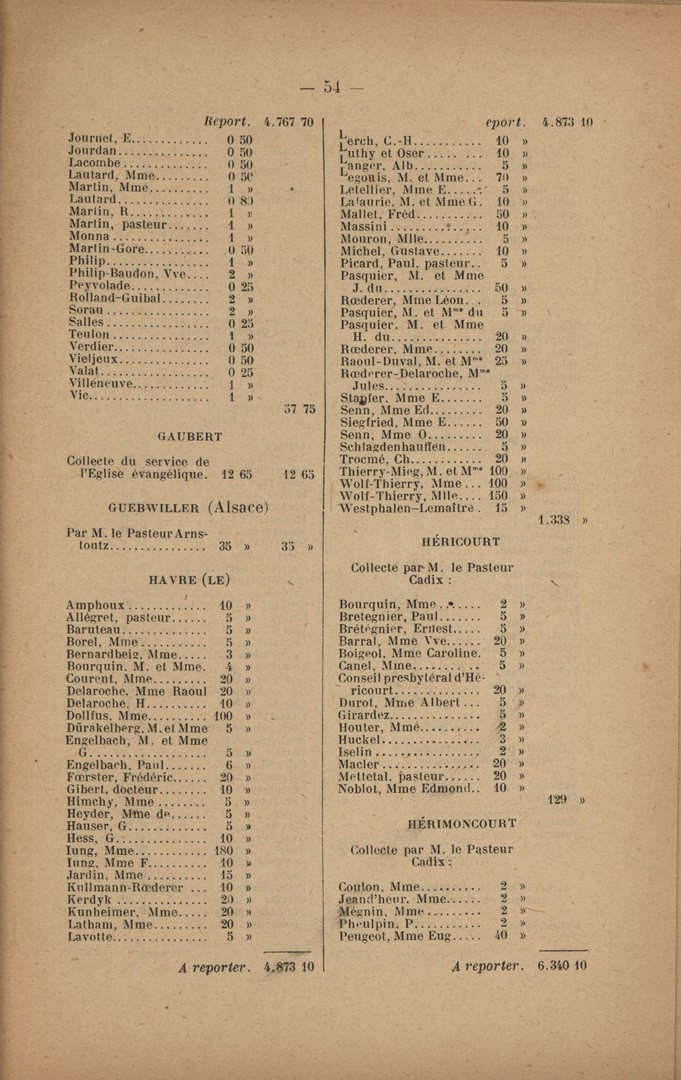 — 54 —
Report. 4.767 70
Journet, E............. 0 50
Jourdan............... 0 50
Lacombe.............. 0 50
Lautard, Mme......... 0 50
Martin, Mme.......... 1 »
Lautard............... 0 80
Martin, R............. 1 »
Martin, pasteur....... 1 »
Monna................ 1 »
Martin-Gore........... 0 50
Philip................. 1 »
Philip-Baudon, Vve.... 2 »
Peyvolade............. 0 25
Rolland-Guibal........ 2 »
Sorau................. 2 »
Salles................. 0 25
Teulon................ 1 »
Verdier............... 0 50
Vieljeux.............. 0 50
Valat................. 0 25
Villeneuve............ 1 »
Vic................... 1 »
37 75
GAUBERT
Collecte du service de
l'Eglise évangélique. 12 65 12 65
GUEBWILLER (Alsace)
Par M. le Pasteur Arns-
toutz............... 35 » 35 »
HAVRE (LE)
Amphoux............. 10 »
Allégret, pasteur...... 5 »
Baruteau.............. 5 »
Borel, Mme........... 5 »
Bernardbeig, Mme..... 3 »
Bourquin. M. et Mme. 4 »
Courent, Mme......... 20 »
Delaroche, Mme Raoul 20 »
Delaroche, H.......... 10 »
Dollfus, Mme.......... 100 »
Dürakelberg, M. et Mme 5 »
Engelbach, M. et Mme
G................... 5 »
Engelbach, Paul....... 6 »
Fœrster, Frédéric...... 20 »
Gibert, docteur........ 10 »
Himchy, Mme......... 5 »
Heyder, Mme de...... 5 »
Hauser, G............. 5 »
Hess, G............... 10 »
Iung, Mme............ 180 »
Iung, Mme F.......... 10 »
Jardin, Mme.......... 15 »
Kullmann-Rœderer ... 10 »
Kerdyk............... 20 »
Kunheimer, Mme..... 20 »
Latham, Mme......... 20 »
Lavotte............... 5 »
A reporter. 4.873 10
eport. 4.873 10
Lerch, C.-H........... 10 »
Luthy et Oser......... 10 »
Langer, Alb........... 5 »
Legouis, M. et Mme... 70 »
Letellier, Mme E...... 5 »
Lafaurie, M. et Mme G. 10 »
Mallet, Fréd........... 50 »
Massini............... 10 »
Mouron, Mlle.......... 5 »
Michel, Gustave....... 10 »
Picard, Paul, pasteur.. 5 »
Pasquier, M. et Mme
J. du............... 50 »
Rœderer, Mme Léon... 5 »
Pasquier, M. et Mme du 5 »
Pasquier. M. et Mme
H. du............... 20 »
Rœderer, Mme........ 20 »
Raoul-Duval, M. et Mme 25 »
Rœderer-Delaroche, Mme
Jules............... 5 »
Stapfer, Mme E....... 5 »
Senn, Mme Ed......... 20 »
Siegfried, Mme E...... 50 »
Senn, Mme O.......... 20 »
Schlagdenhauffen...... 5 »
Trocmé, Ch........... 20 »
Thierry-Mieg, M. et Mme 100 »
Wolf-Thierry, Mme... 100 »
Wolf-Thierry, Mlle.... 150 »
Westphalen-Lemaître. 15 »
1.338 »
HÉRICOURT
Collecte par M. le Pasteur
Cadix :
Bourquin, Mme....... 2 »
Bretegnier, Paul....... 5 »
Brétégnier, Ernest..... 5 »
Barral, Mme Vve...... 20 »
Boigeol, Mme Caroline. 5 »
Canel, Mme........... 5 »
Conseil presbytéral d'Hé-
ricourt.............. 20 »
Durot, Mme Albert... 5 »
Girardez.............. 5 »
Houter, Mmé.......... 2 »
Huckel................ 3 »
Iselin................. 2 »
Macler................ 20 »
Mettetal, pasteur...... 20 »
Noblot, Mme Edmond.. 10 »
129 »
HÉRIMONCOURT
Collecte par M. le Pasteur
Cadix :
Coulon, Mme.......... 2 »
Jeand'heur. Mme...... 2 »
Mégnin, Mme......... 2 »
Pheulpin, P........... 2 »
Peugeot, Mme Eug..... 40 »
A reporter. 6.340 10